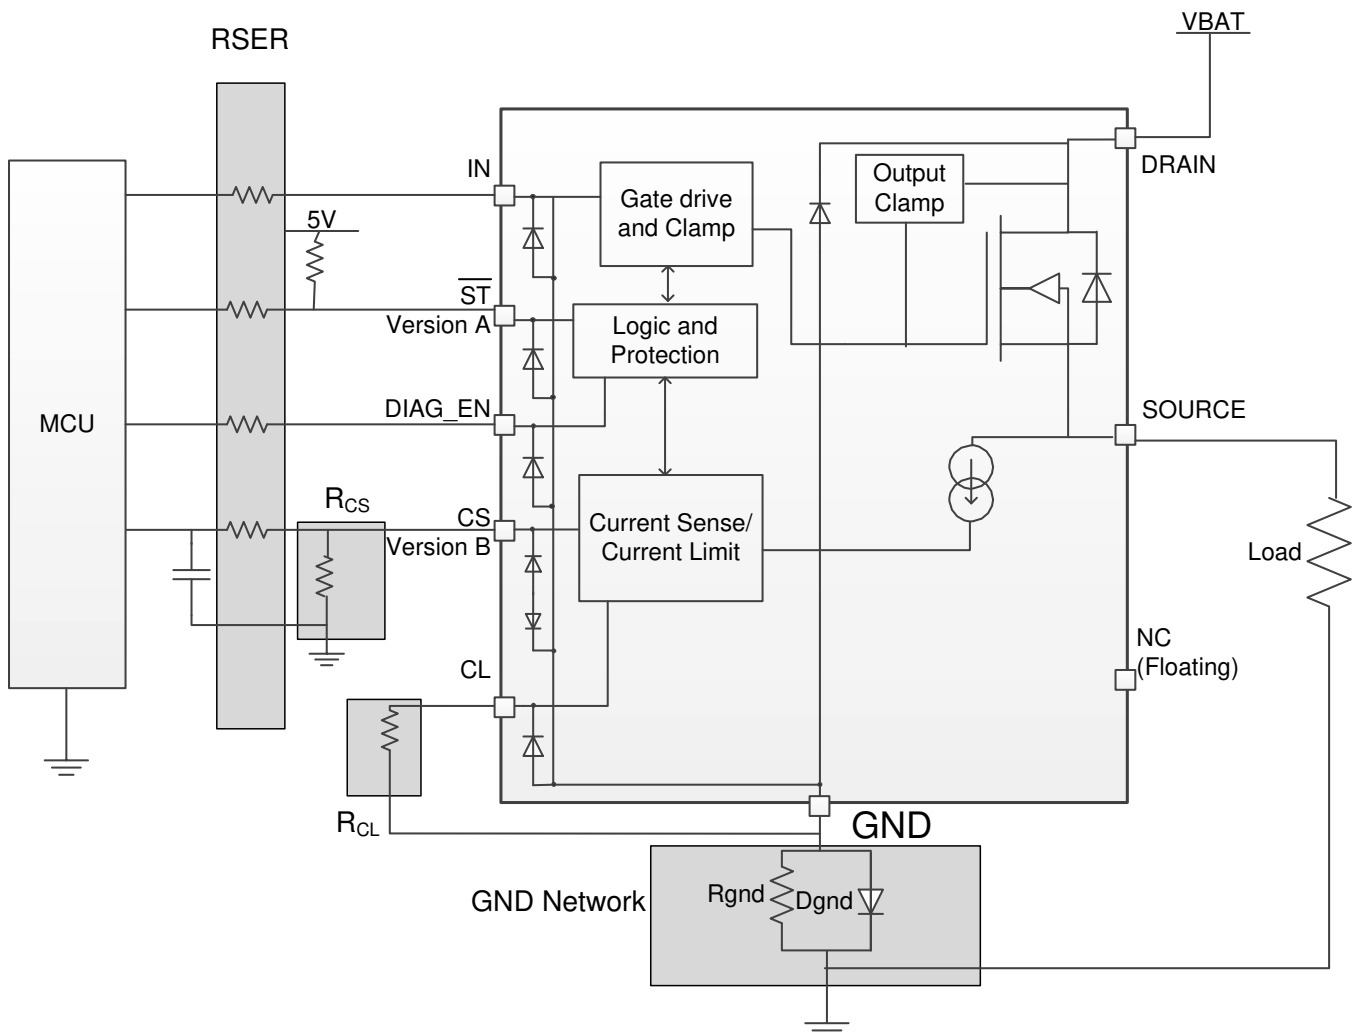 VBAT
RSER
DRAIN
IN
Gate drive
and Clamp
Output
Clamp
5V
ST
Version A
Logic and
Protection
MCU
DIAG_EN
SOURCE
RCS
CS
Version B
Current Sense/
Current Limit
Load
NC
(Floating)
CL
RCL
GND
GND Network
Rgnd
Dgnd